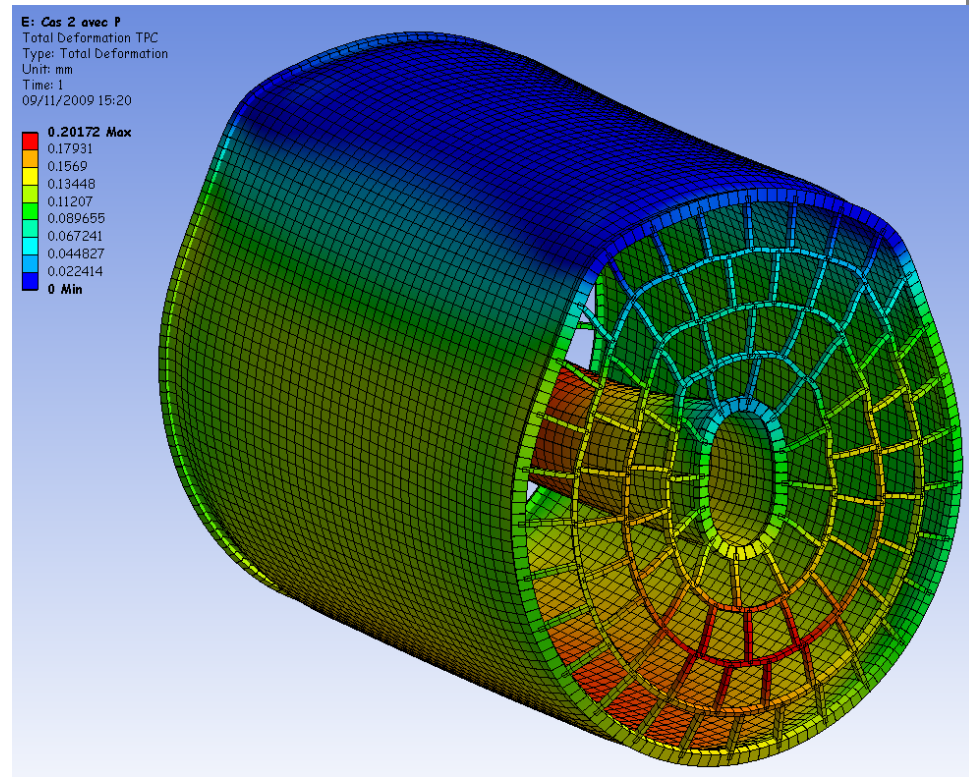 E: Cas 2 avec P
Total Deformation TPC
Type: Total Deformation
Unit: mm
Time: 1
09/11/2009 15:20
0.20172 Max
0.17931
0.1569
0.13448
0.11207
0.089655
0.067241
0.044827
0.022414
0 Min